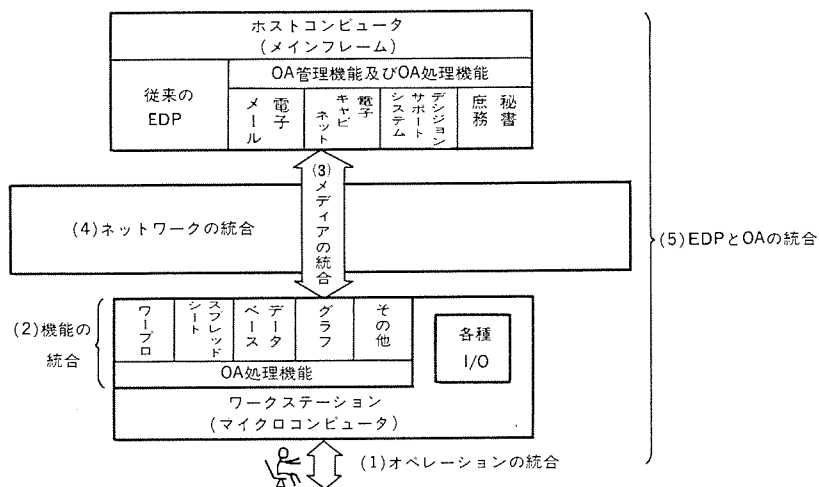 ホストコンピュータ
(メインフレーム)
OA管理機能及びOA処理機能
従来の
EDP
電子
メール
電子
キャビ
ネット
デシジョン
サポート
システム
秘書
庶務
(3)メディアの統合
(4)ネットワークの統合
(5)EDPとOAの統合
(2)機能の
統合
ワープロ
スプレッド
シート
データ
ベース
グラフ
その他
各種
I/O
OA処理機能
ワークステーション
(マイクロコンピュータ)
(1)オペレーションの統合